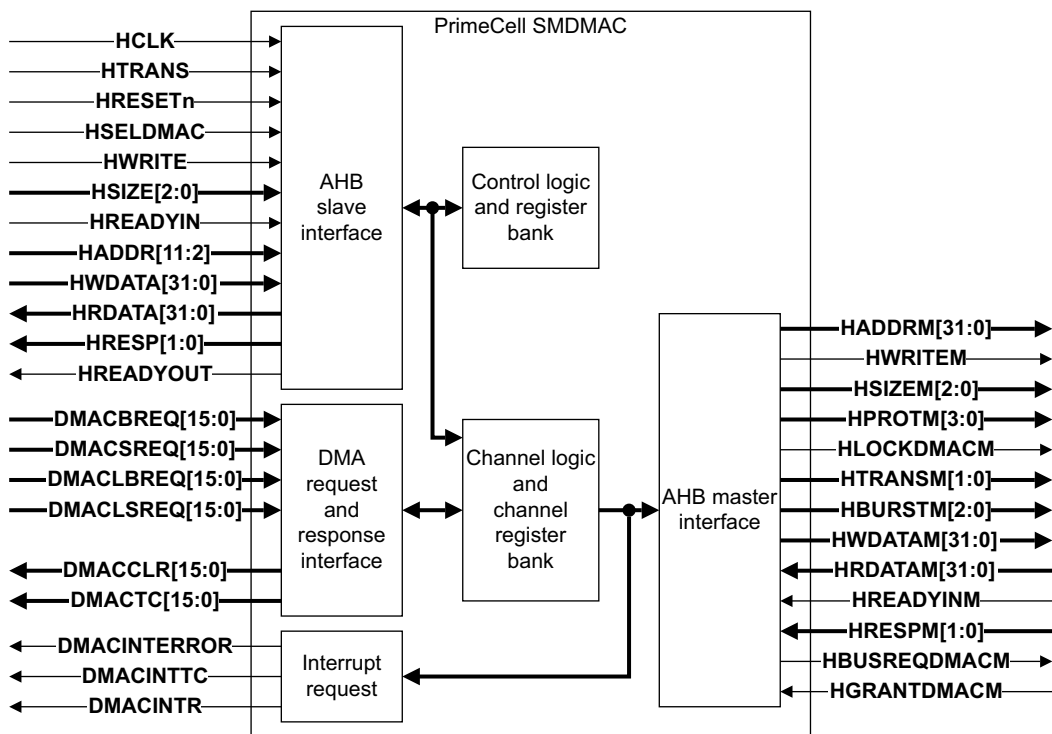 PrimeCell SMDMAC
HCLK
HTRANS
HRESETn
HSELDMAC
HWRITE
HSIZE[2:0]
HREADYIN
HADDR[11:2]
HWDATA[31:0]
HRDATA[31:0]
HRESP[1:0]
HREADYOUT
AHB
slave
interface
Control logic
and register
bank
DMACBREQ[15:0]
DMACSREQ[15:0]
DMACLBREQ[15:0]
DMACLSREQ[15:0]
DMACCLR[15:0]
DMACTC[15:0]
DMA
request
and
response
interface
Channel logic
and
channel
register
bank
DMACINTERROR
DMACINTTC
DMACINTR
Interrupt
request
AHB master
interface
HADDRM[31:0]
HWRITEM
HSIZEM[2:0]
HPROTM[3:0]
HLOCKDMACM
HTRANSM[1:0]
HBURSTM[2:0]
HWDATAM[31:0]
HRDATAM[31:0]
HREADYINM
HRESPM[1:0]
HBUSREQDMACM
HGRANTDMACM